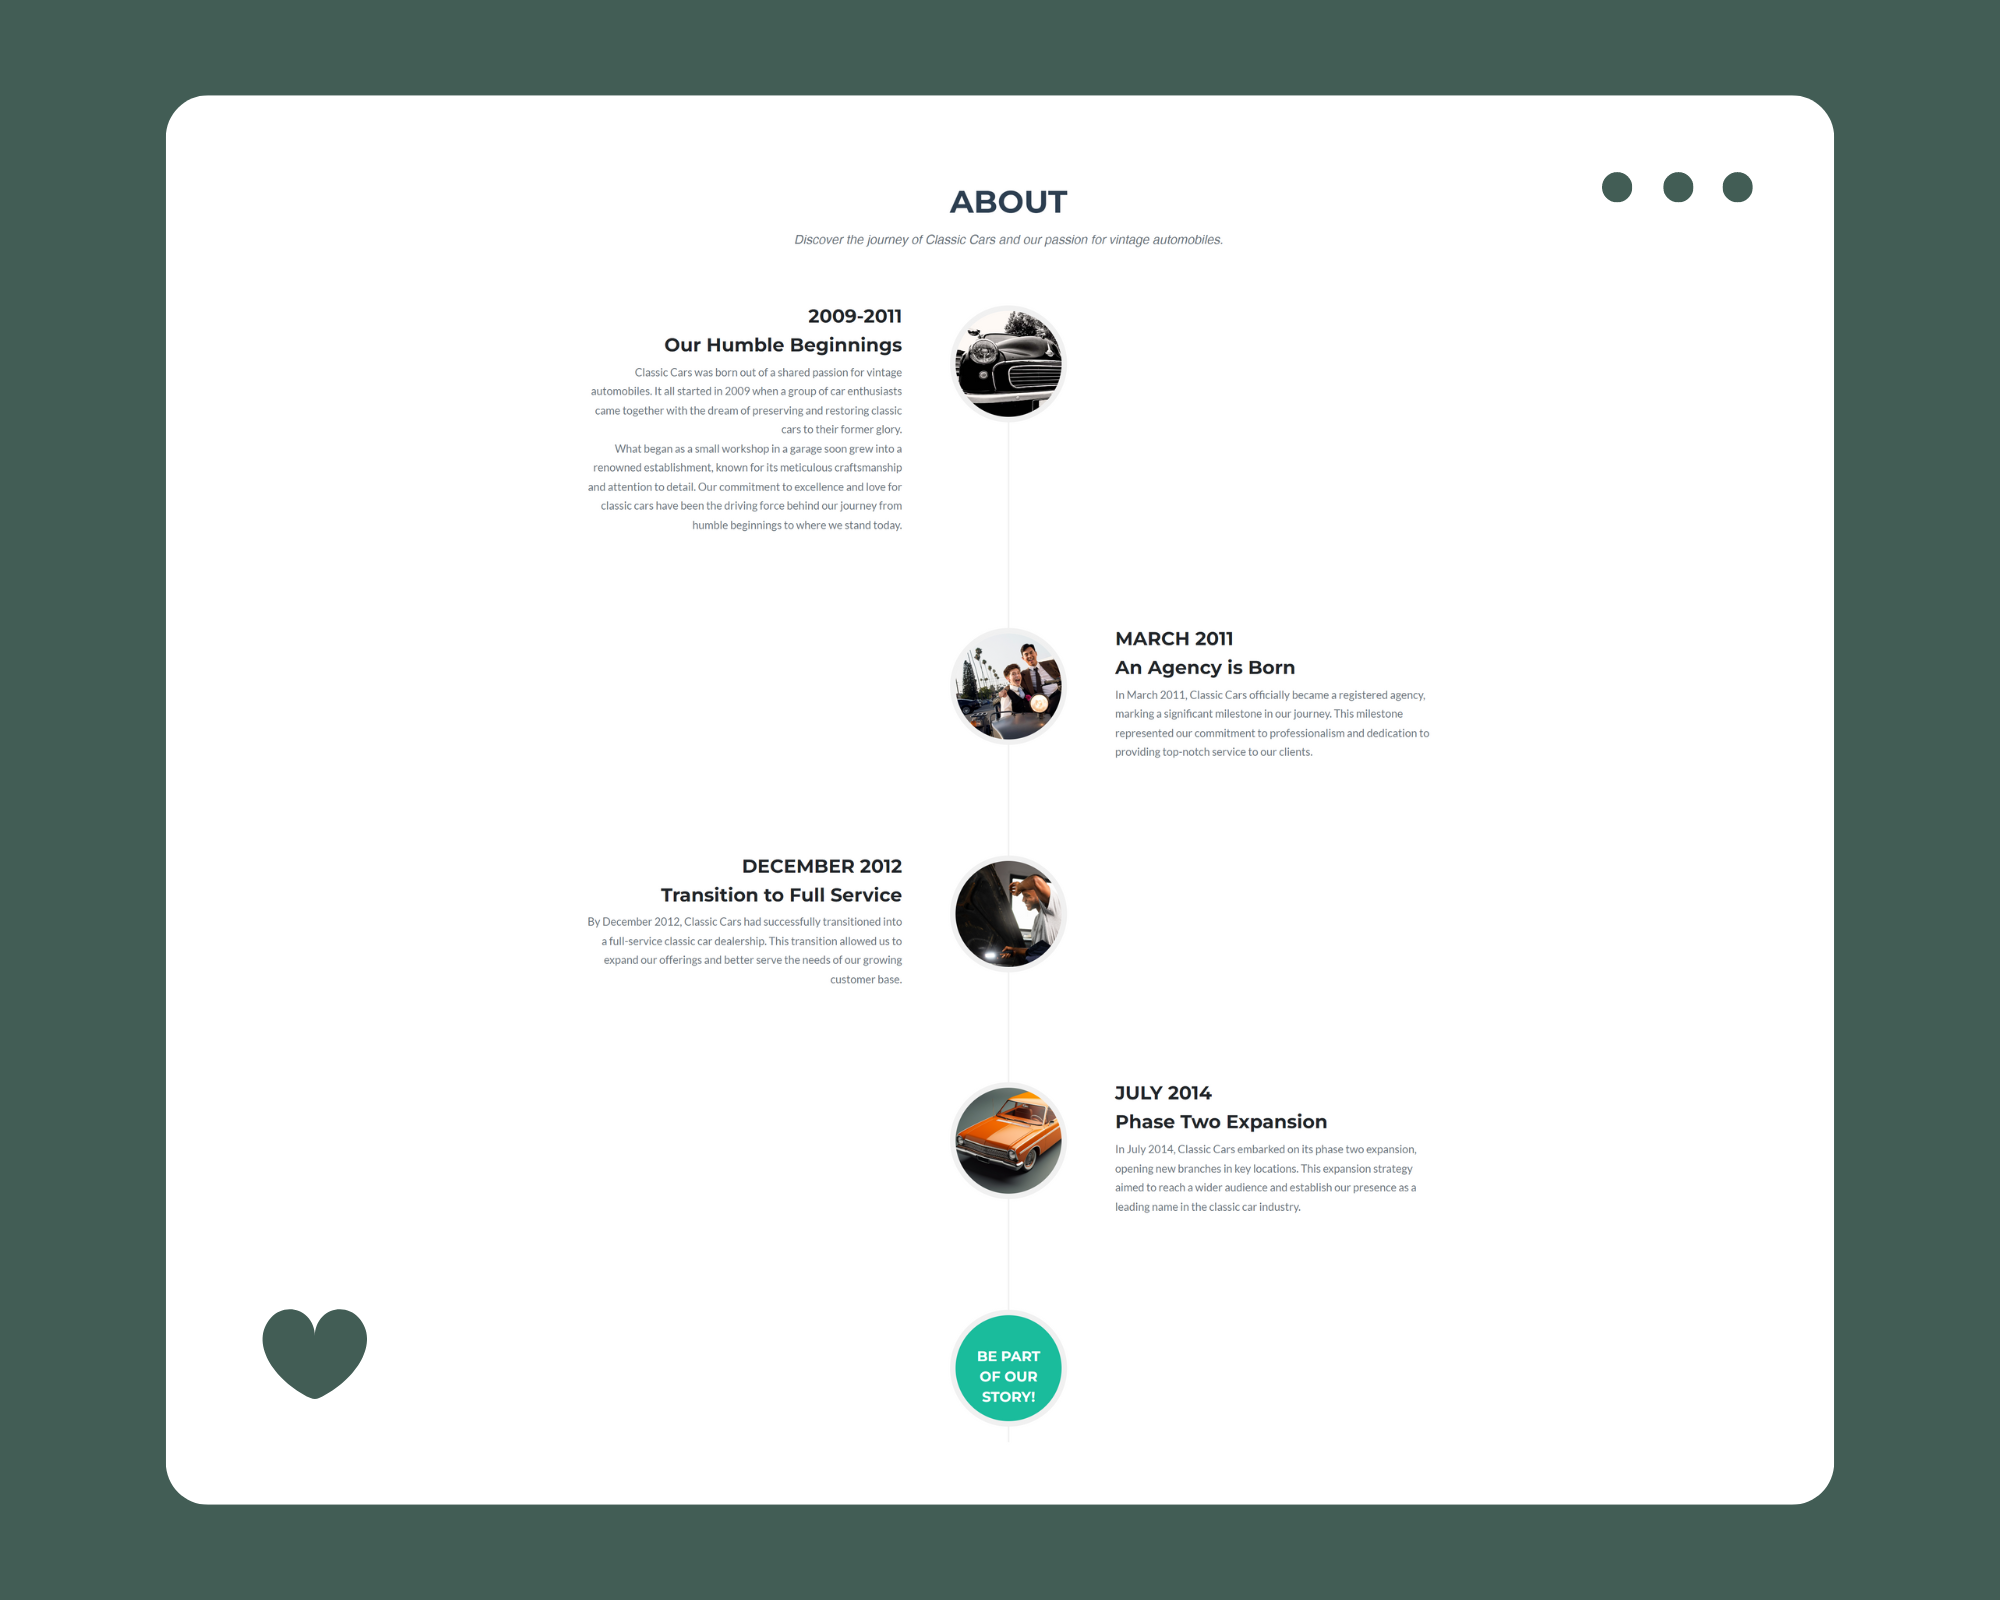 ABOUT
Discover the journey of Classic Cars and our passion for vintage automobiles.
2009-2011
Our Humble Beginnings
Classic Cars was born out of a shared passion for vintage
automobiles. It all started in 2009 when a group of car enthusiasts
came together with the dream of preserving and restoring classic
cars to their former glory.
What began as a small workshop in a garage soon grew into a
renowned establishment, known for its meticulous craftsmanship
and attention to detail. Our commitment to excellence and love for
classic cars have been the driving force behind our journey from
humble beginnings to where we stand today.
MARCH 2011
An Agency is Born
In March 2011, Classic Cars officially became a registered agency,
marking a significant milestone in our journey. This milestone
represented our commitment to professionalism and dedication to
providing top-notch service to our clients.
DECEMBER 2012
Transition to Full Service
By December 2012, Classic Cars had successfully transitioned into
a full-service classic car dealership. This transition allowed us to
expand our offerings and better serve the needs of our growing
customer base.
JULY 2014
Phase Two Expansion
In July 2014, Classic Cars embarked on its phase two expansion,
opening new branches in key locations. This expansion strategy
aimed to reach a wider audience and establish our presence as a
leading name in the classic car industry.
BE PART
OF OUR
STORY!